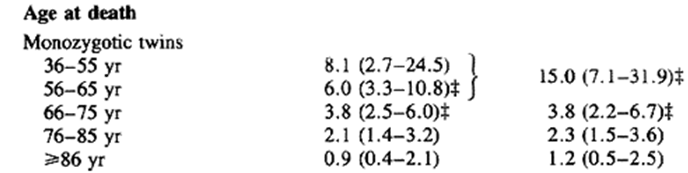 Age at death
Monozygotic twins
36–55 yr 8.1 (2.7–24.5)
15.0 (7.1–31.9)‡
56–65 yr 6.0 (3.3–10.8)‡
66–75 yr 3.8 (2.5–6.0)‡ 3.8 (2.2–6.7)‡
76–85 yr 2.1 (1.4–3.2) 2.3 (1.5–3.6)
⩾86 yr 0.9 (0.4–2.1) 1.2 (0.5–2.5)